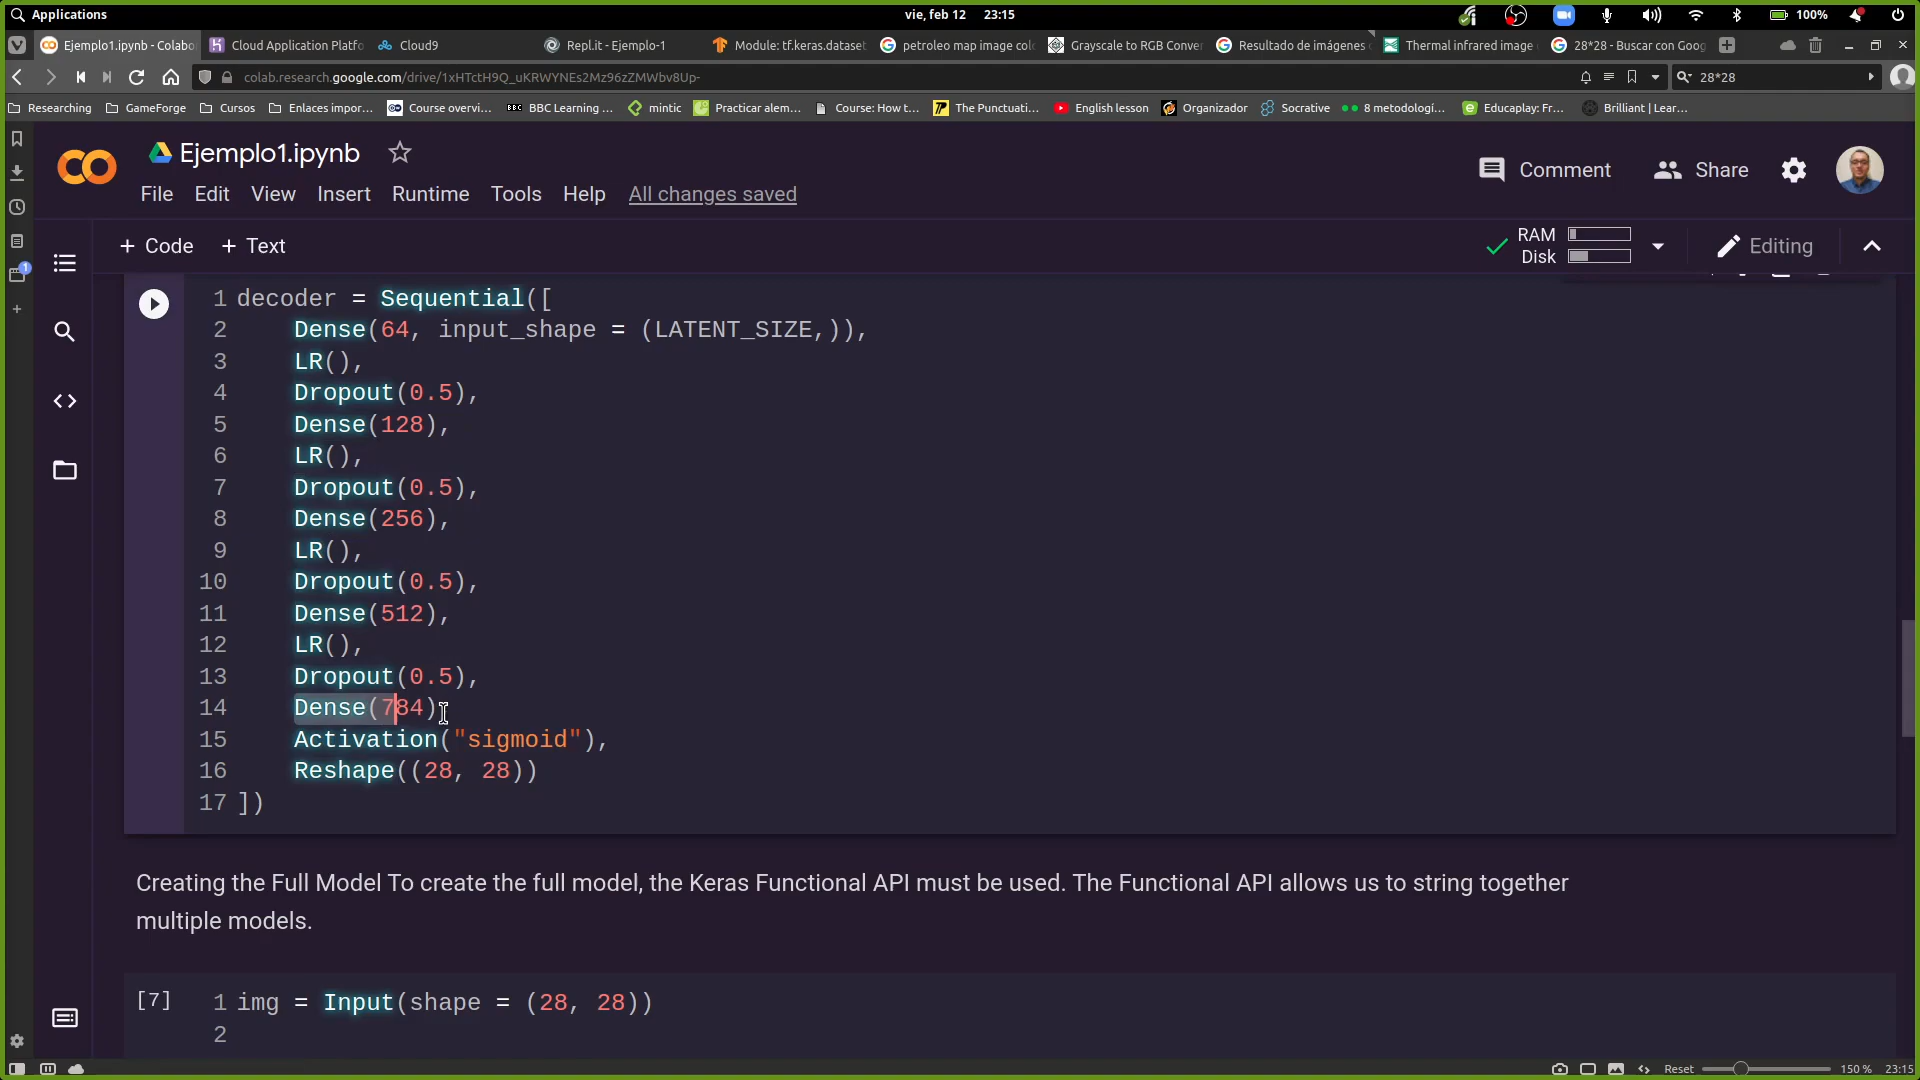 Applications
vie, feb 12 23:15
100%
Ejemplo1.ipynb - Colabo
Cloud Application Platfo
Cloud9
Repl.it - Ejemplo-1
Module: tf.keras.dataset
petroleo map image col
Grayscale to RGB Conver
Resultado de imágenes
Thermal infrared image
28*28 - Buscar con Goog
colab.research.google.com/drive/1xHTctH9Q_uKRWYNEs2Mz96zZMWbv8Up-
28*28
Researching
GameForge
Cursos
Enlaces impor...
Course overvi...
BBC Learning ...
mintic
Practicar alem...
Course: How t...
The Punctuati...
English lesson
Organizador
Socrative
8 metodologí...
Educaplay: Fr...
Brilliant | Lear...
Ejemplo1.ipynb
Comment
Share
File Edit View Insert Runtime Tools Help All changes saved
+ Code + Text
RAM
Disk
Editing
1 decoder = Sequential([
2 Dense(64, input_shape = (LATENT_SIZE,)),
3 LR(),
4 Dropout(0.5),
5 Dense(128),
6 LR(),
7 Dropout(0.5),
8 Dense(256),
9 LR(),
10 Dropout(0.5),
11 Dense(512),
12 LR(),
13 Dropout(0.5),
14 Dense(784)
15 Activation("sigmoid"),
16 Reshape((28, 28))
17 ])
Creating the Full Model To create the full model, the Keras Functional API must be used. The Functional API allows us to string together
multiple models.
[7] 1 img = Input(shape = (28, 28))
2
Reset 150 % 23:15